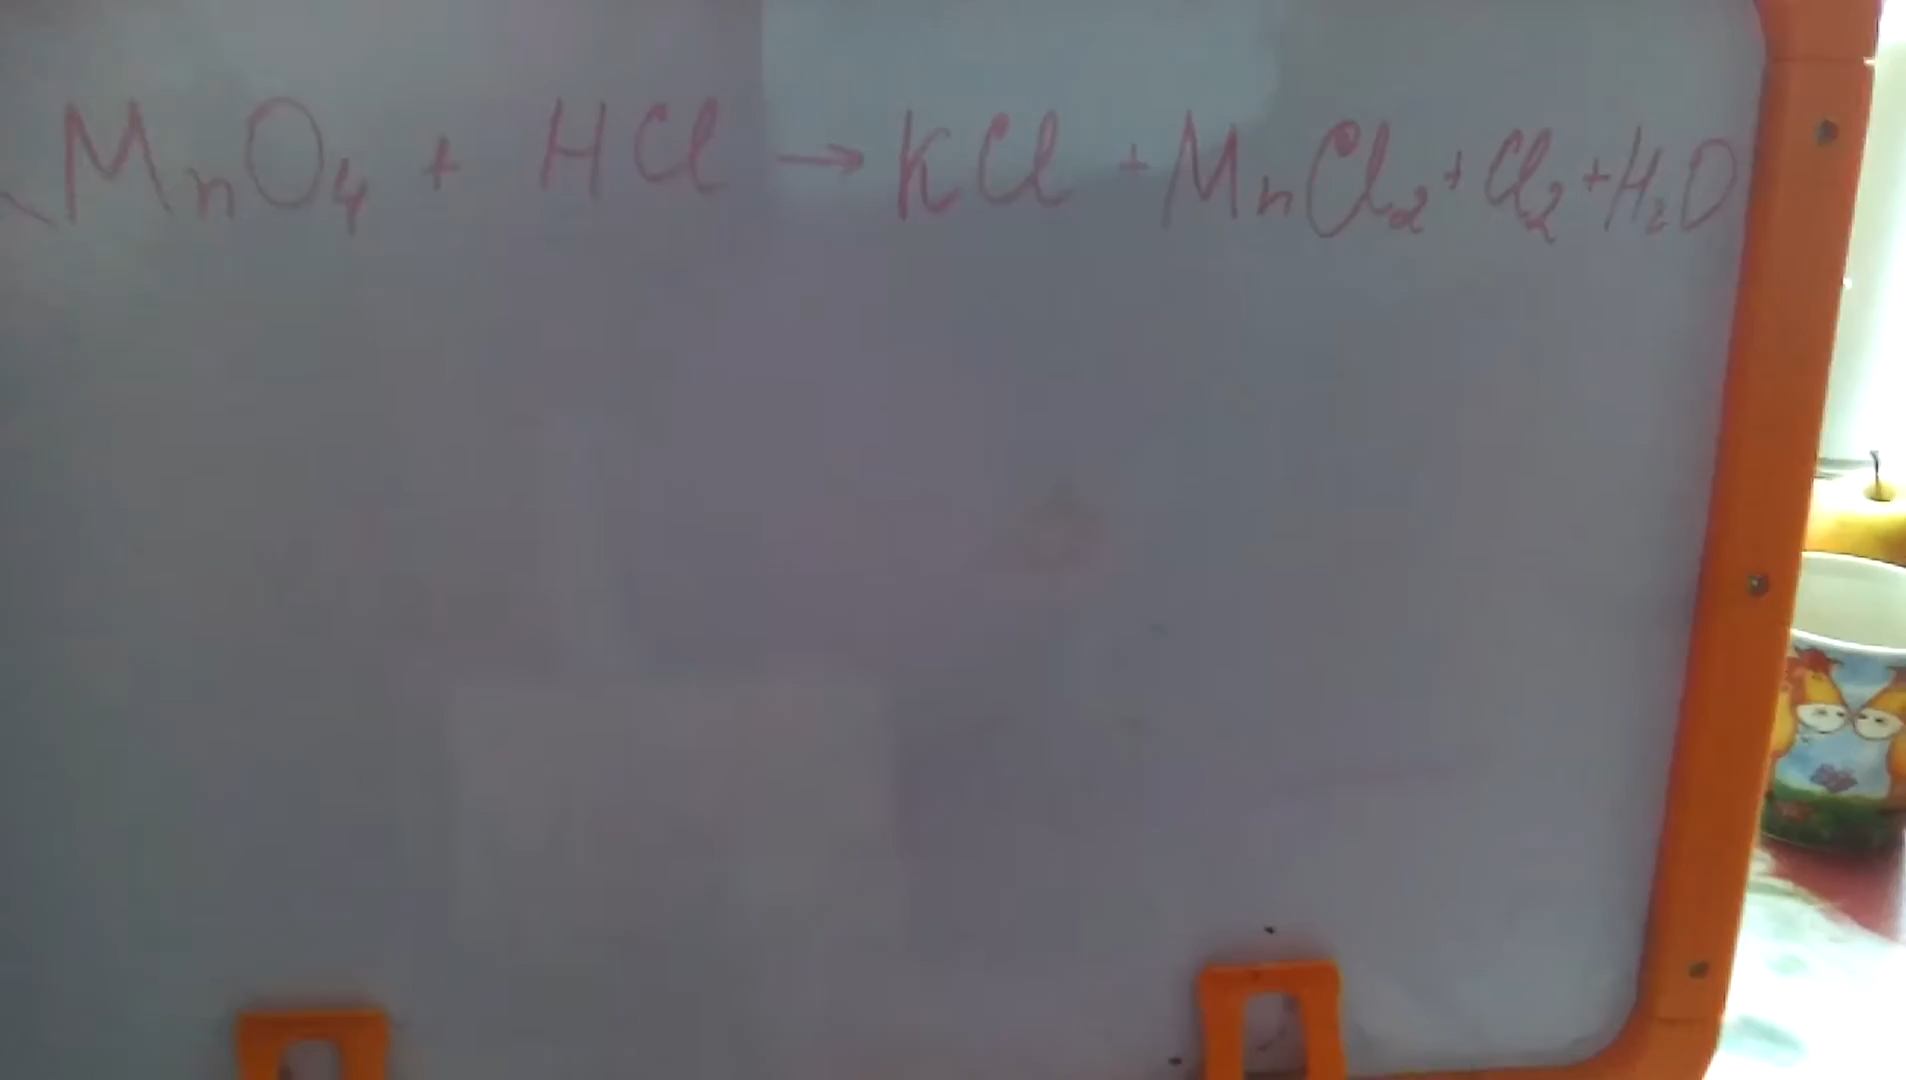 MnO₄ + HCl → KCl + MnCl₂ + Cl₂ + H₂O